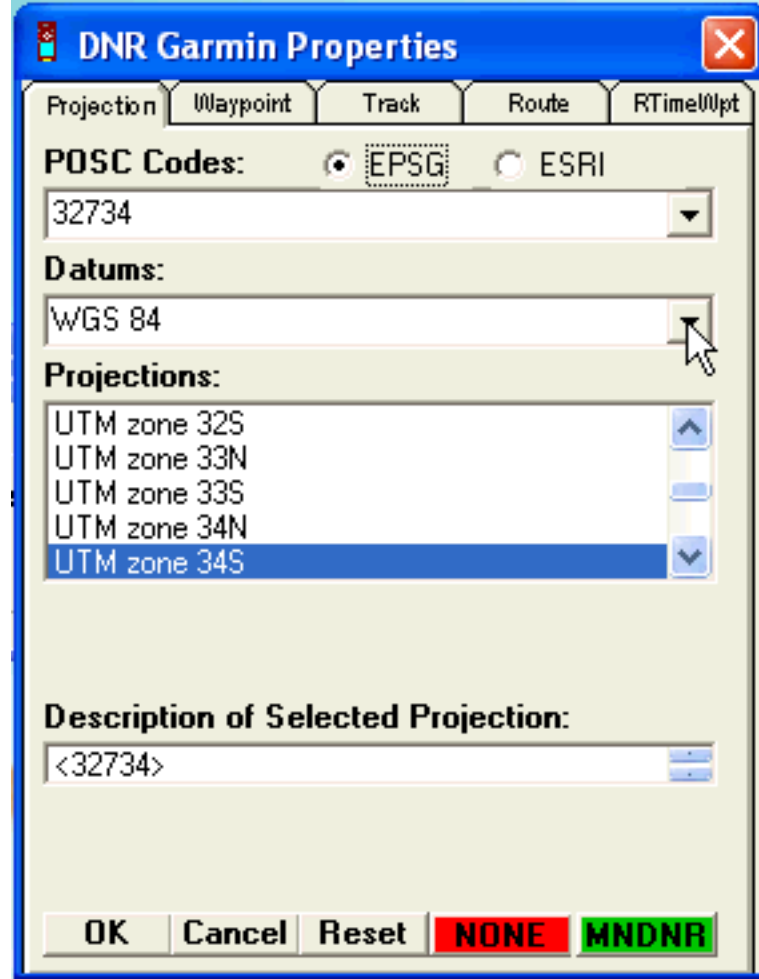 DNR Garmin Properties
Projection Waypoint Track Route RTimeWpt
POSC Codes: EPSG ESRI
32734
Datums:
WGS 84
Projections:
UTM zone 32S
UTM zone 33N
UTM zone 33S
UTM zone 34N
UTM zone 34S
Description of Selected Projection:
<32734>
OK Cancel Reset NONE MNDNR